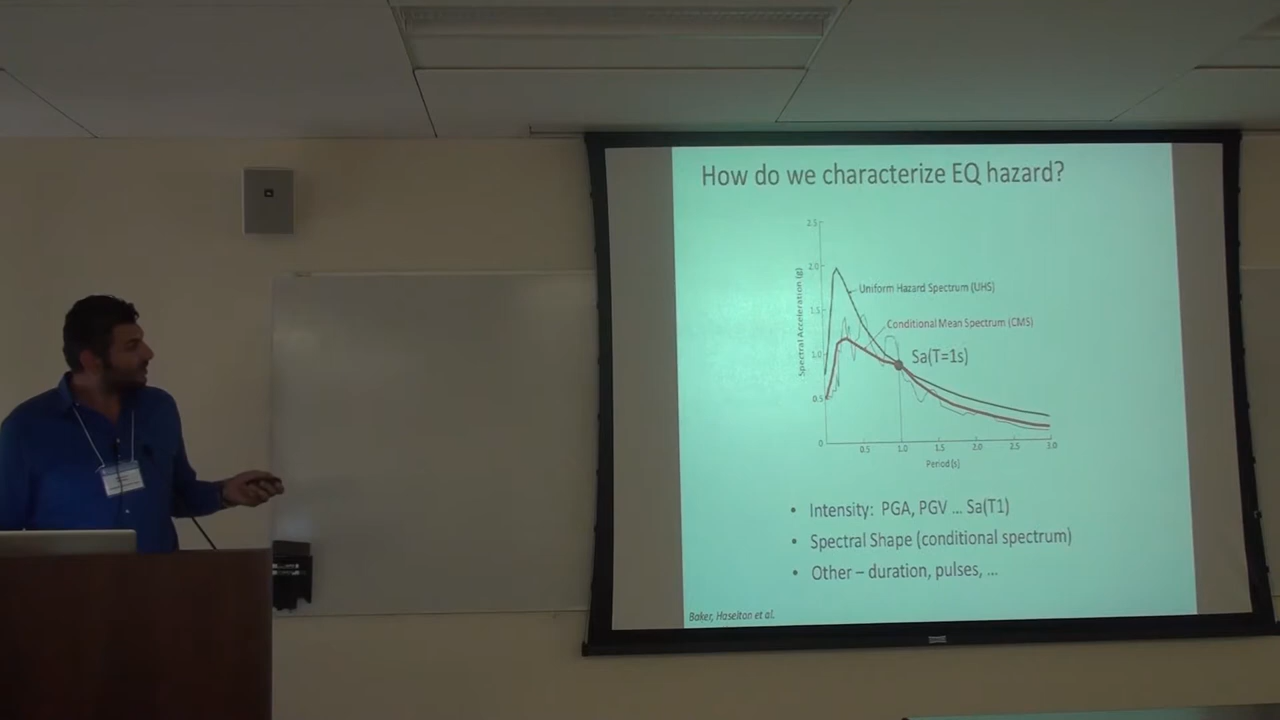 How do we characterize EQ hazard?
2.5
2.0
1.5
1.0
0.5
0
Spectral Acceleration (g)
Uniform Hazard Spectrum (UHS)
Conditional Mean Spectrum (CMS)
Sa(T=1s)
0.5 1.0 1.5 2.0 2.5 3.0
Period (s)
• Intensity: PGA, PGV ... Sa(T1)
• Spectral Shape (conditional spectrum)
• Other – duration, pulses, ...
Baker, Haselton et al.